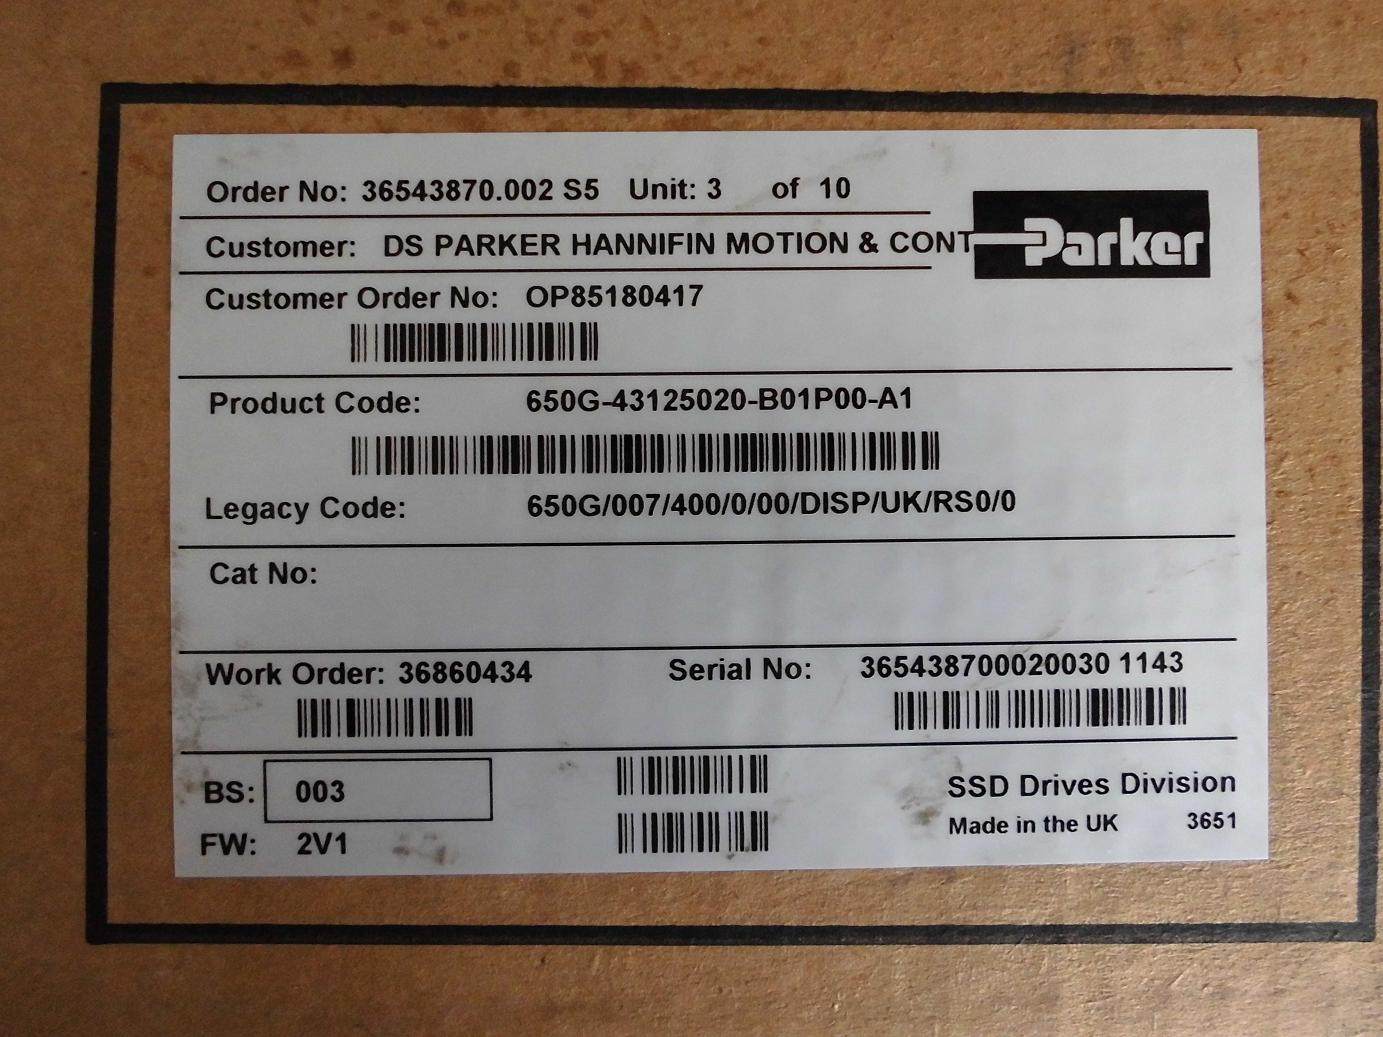 Order No: 36543870.002 S5 Unit: 3 of 10
Customer: DS PARKER HANNIFIN MOTION & CONT
Parker
Customer Order No: OP85180417
Product Code: 650G-43125020-B01P00-A1
Legacy Code: 650G/007/400/0/00/DISP/UK/RS0/0
Cat No:
Work Order: 36860434 Serial No: 365438700020030 1143
BS: 003
SSD Drives Division
FW: 2V1
Made in the UK 3651